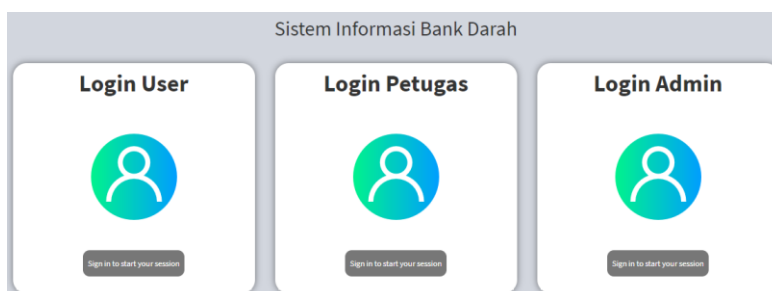 Sistem Informasi Bank Darah
Login User
Sign in to start your session
Login Petugas
Sign in to start your session
Login Admin
Sign in to start your session